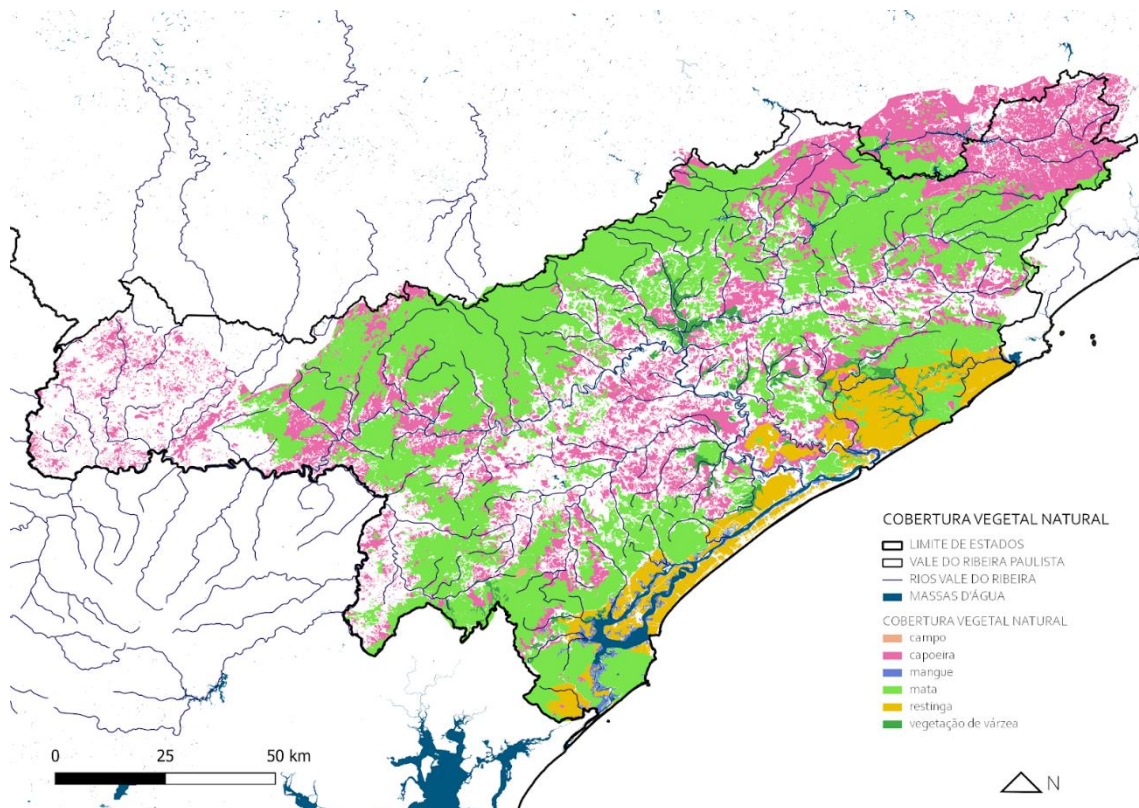 COBERTURA VEGETAL NATURAL
LIMITE DE ESTADOS
VALE DO RIBEIRA PAULISTA
RIOS VALE DO RIBEIRA
MASSAS D'ÁGUA
COBERTURA VEGETAL NATURAL
campo
capoeira
mangue
mata
restinga
vegetação de várzea
0 25 50 km
N